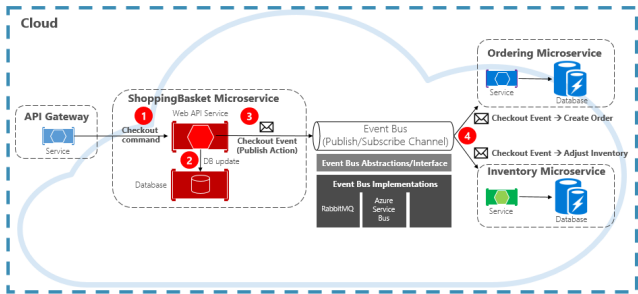 Cloud
API Gateway
Service
1
Checkout
command
ShoppingBasket Microservice
Web API Service
2
DB update
Database
3
Checkout Event
(Publish Action)
Event Bus
(Publish/Subscribe Channel)
Event Bus Abstractions/Interface
Event Bus Implementations
RabbitMQ
Azure
Service
Bus
4
Ordering Microservice
Service
Database
Checkout Event → Create Order
Checkout Event → Adjust Inventory
Inventory Microservice
Service
Database